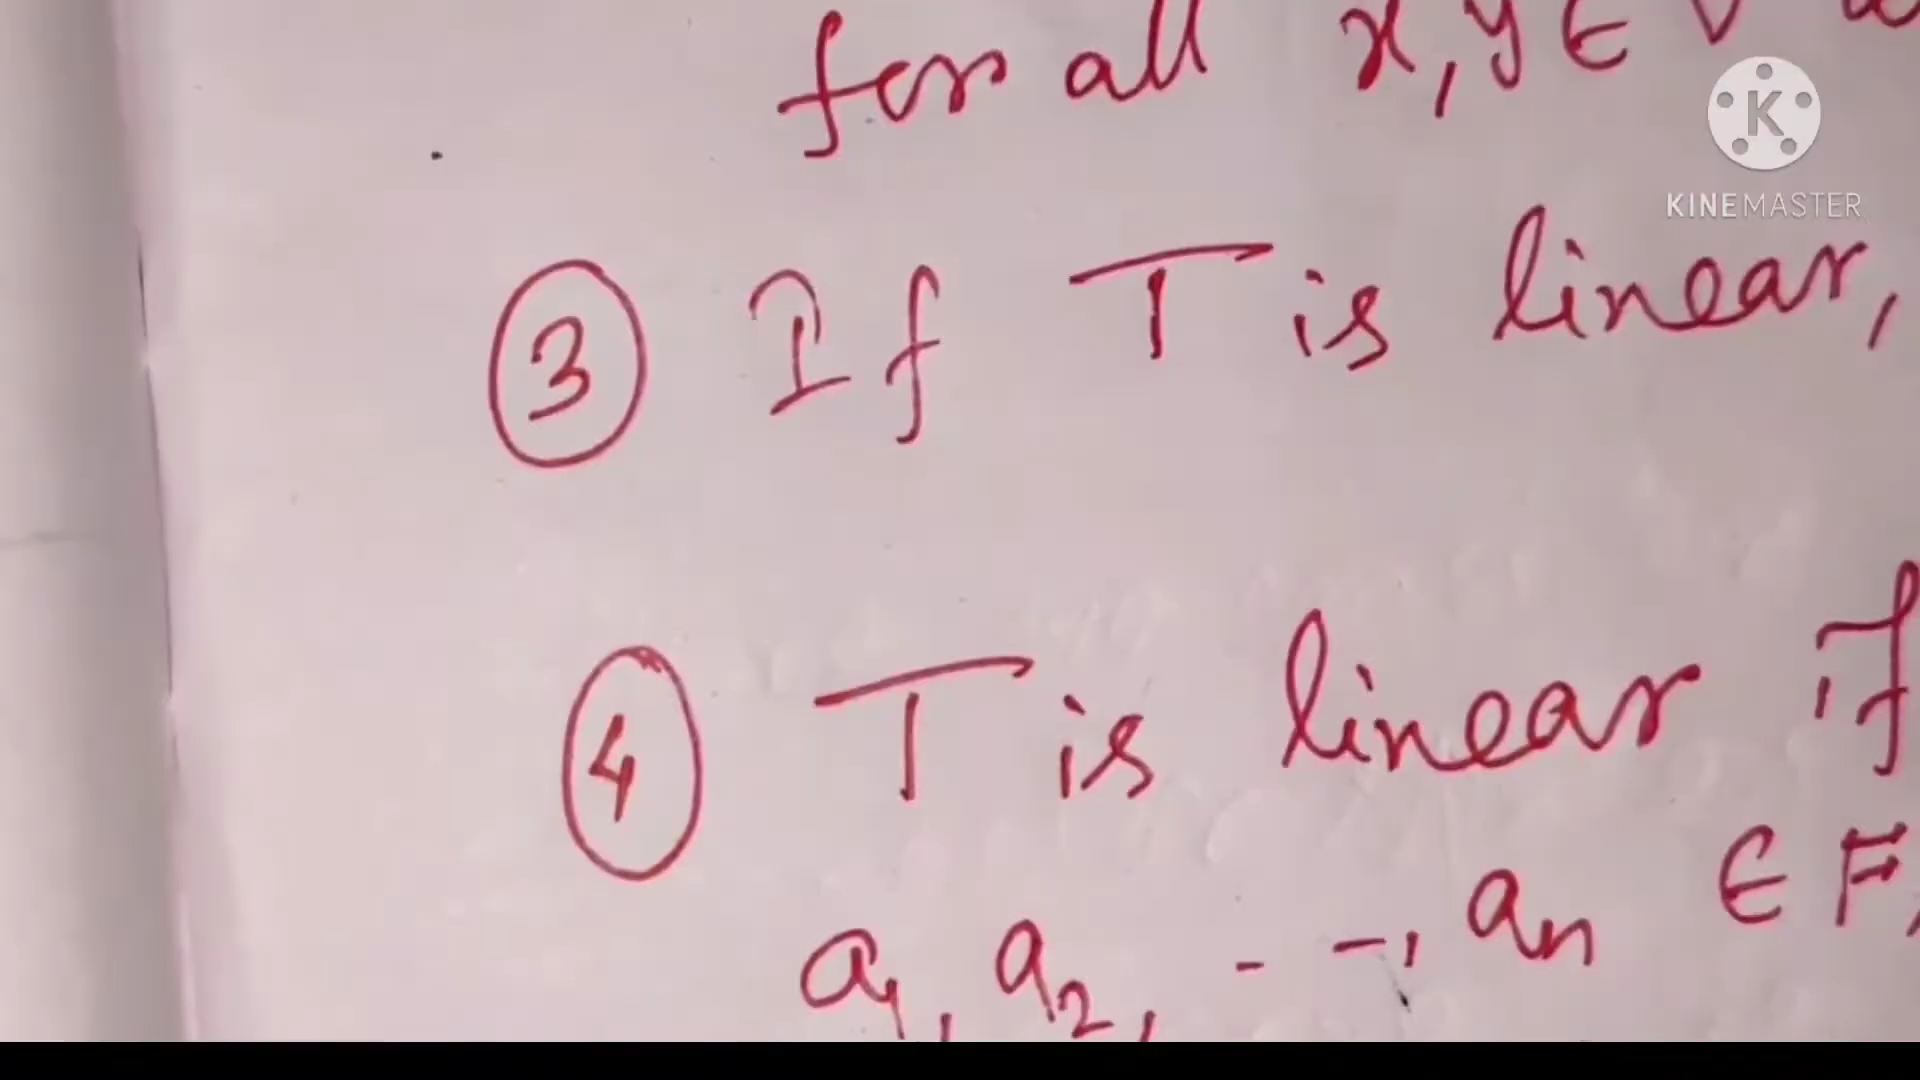 for all x, y ∈ V
KINEMASTER
③ If T is linear,
④ T is linear if
a₁, a₂, - -, aₙ ∈ F,